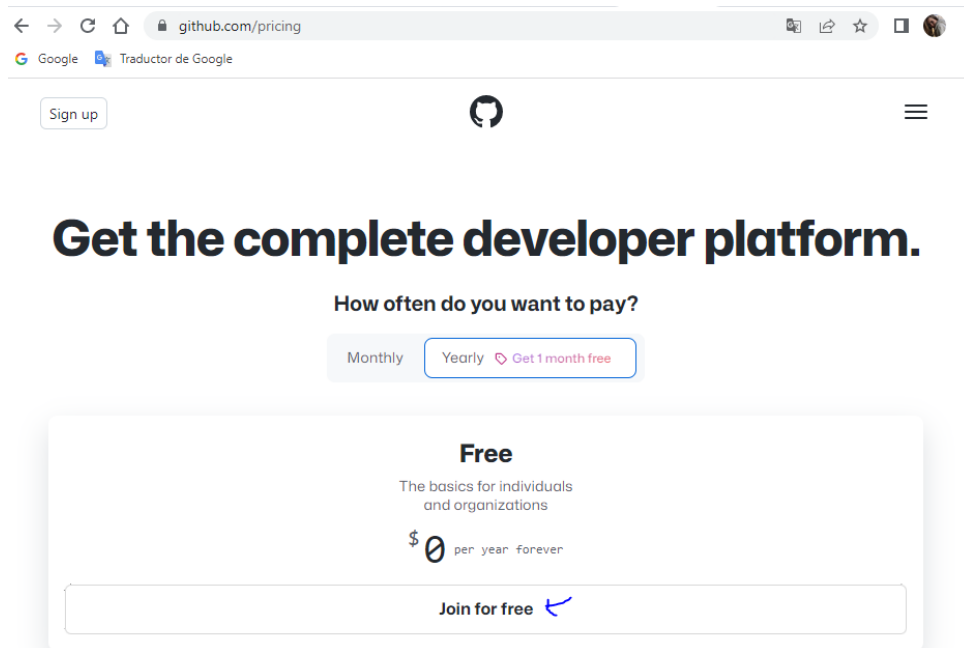 github.com/pricing
Google Traductor de Google
Sign up
Get the complete developer platform.
How often do you want to pay?
Monthly Yearly Get 1 month free
Free
The basics for individuals
and organizations
$0 per year forever
Join for free